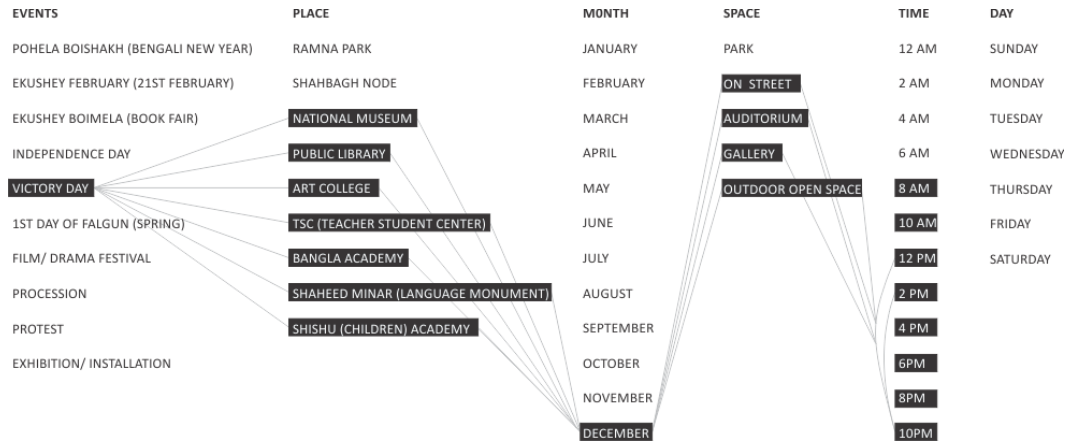 EVENTS PLACE M0NTH SPACE TIME DAY
POHELA BOISHAKH (BENGALI NEW YEAR) RAMNA PARK JANUARY PARK 12 AM SUNDAY
EKUSHEY FEBRUARY (21ST FEBRUARY) SHAHBAGH NODE FEBRUARY ON STREET 2 AM MONDAY
EKUSHEY BOIMELA (BOOK FAIR) NATIONAL MUSEUM MARCH AUDITORIUM 4 AM TUESDAY
INDEPENDENCE DAY PUBLIC LIBRARY APRIL GALLERY 6 AM WEDNESDAY
VICTORY DAY ART COLLEGE MAY OUTDOOR OPEN SPACE 8 AM THURSDAY
1ST DAY OF FALGUN (SPRING) TSC (TEACHER STUDENT CENTER) JUNE 10 AM FRIDAY
FILM/ DRAMA FESTIVAL BANGLA ACADEMY JULY 12 PM SATURDAY
PROCESSION SHAHEED MINAR (LANGUAGE MONUMENT) AUGUST 2 PM
PROTEST SHISHU (CHILDREN) ACADEMY SEPTEMBER 4 PM
EXHIBITION/ INSTALLATION OCTOBER 6PM
NOVEMBER 8PM
DECEMBER 10PM